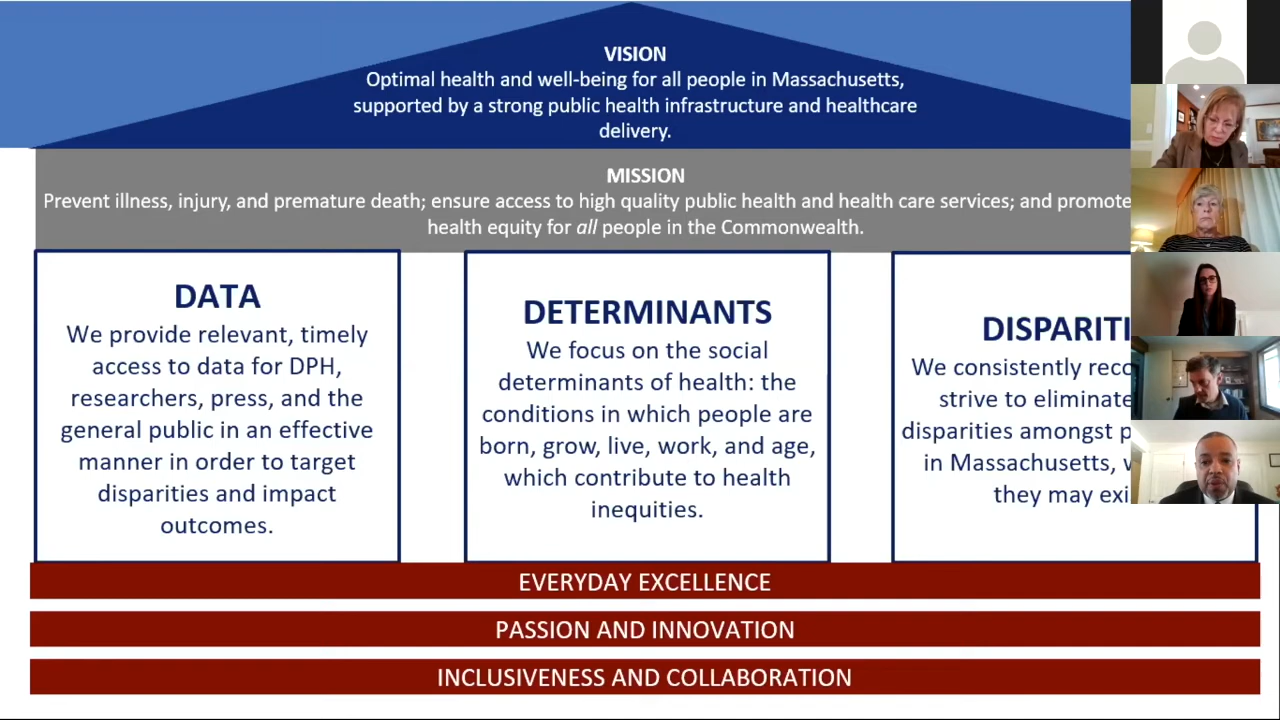 VISION
Optimal health and well-being for all people in Massachusetts,
supported by a strong public health infrastructure and healthcare
delivery.
MISSION
Prevent illness, injury, and premature death; ensure access to high quality public health and health care services; and promote
health equity for all people in the Commonwealth.
DATA
We provide relevant, timely
access to data for DPH,
researchers, press, and the
general public in an effective
manner in order to target
disparities and impact
outcomes.
DETERMINANTS
We focus on the social
determinants of health: the
conditions in which people are
born, grow, live, work, and age,
which contribute to health
inequities.
DISPARITI
We consistently reco
strive to eliminate
disparities amongst p
in Massachusetts, w
they may exi
EVERYDAY EXCELLENCE
PASSION AND INNOVATION
INCLUSIVENESS AND COLLABORATION